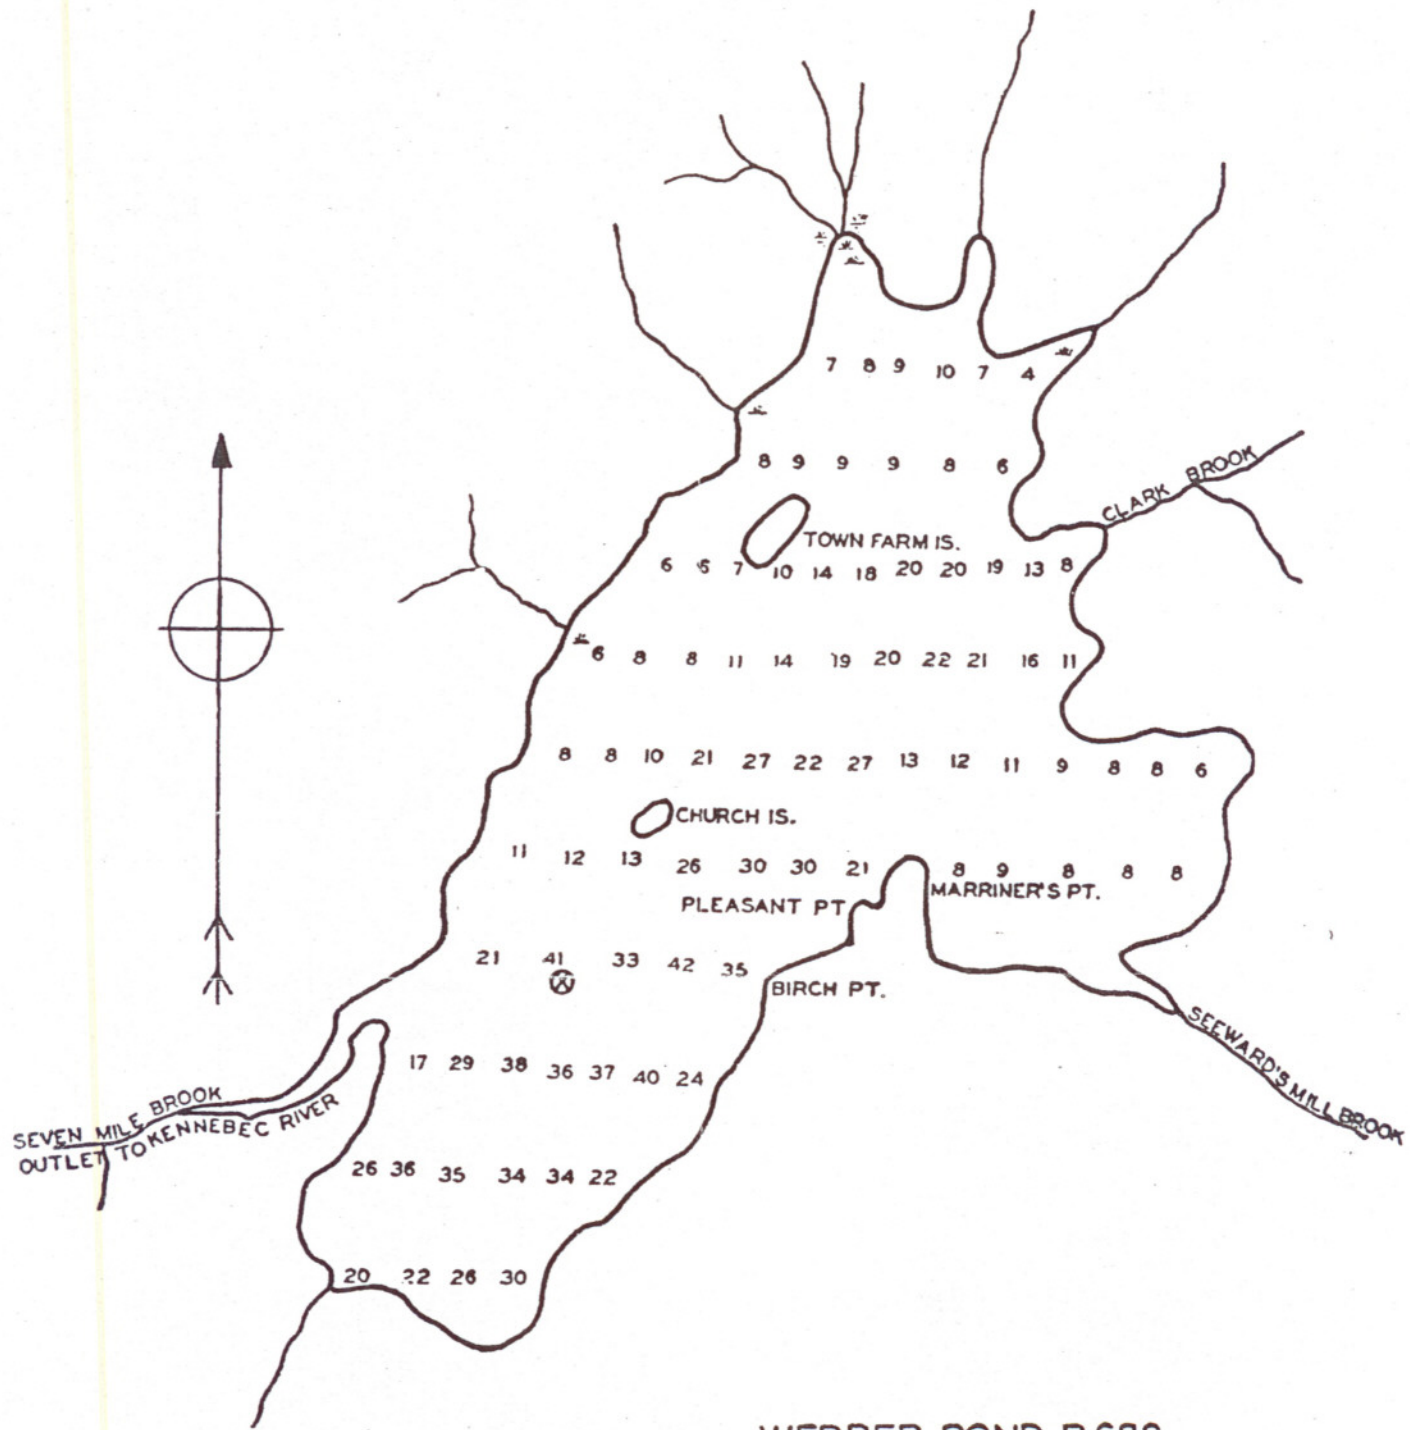 7 8 9 10 7 4
8 9 9 9 8 6
CLARK BROOK
TOWN FARM IS.
6 5 7 10 14 18 20 20 19 13 8
6 8 8 11 14 19 20 22 21 16 11
8 8 10 21 27 22 27 13 12 11 9 8 8 6
CHURCH IS.
11 12 13 26 30 30 21 8 9 8 8 8
MARRINER'S PT.
PLEASANT PT
21 41 33 42 35
BIRCH PT.
SEEWARD'S MILL BROOK
17 29 38 36 37 40 24
SEVEN MILE BROOK
OUTLET TO KENNEBEC RIVER
26 36 35 34 34 22
20 22 26 30